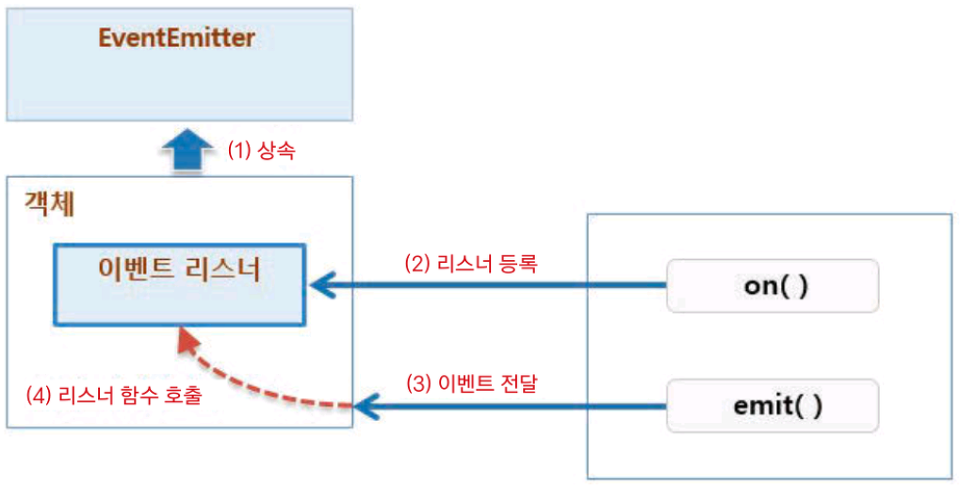 EventEmitter
(1) 상속
객체
이벤트 리스너
(2) 리스너 등록
on( )
(3) 이벤트 전달
(4) 리스너 함수 호출
emit( )